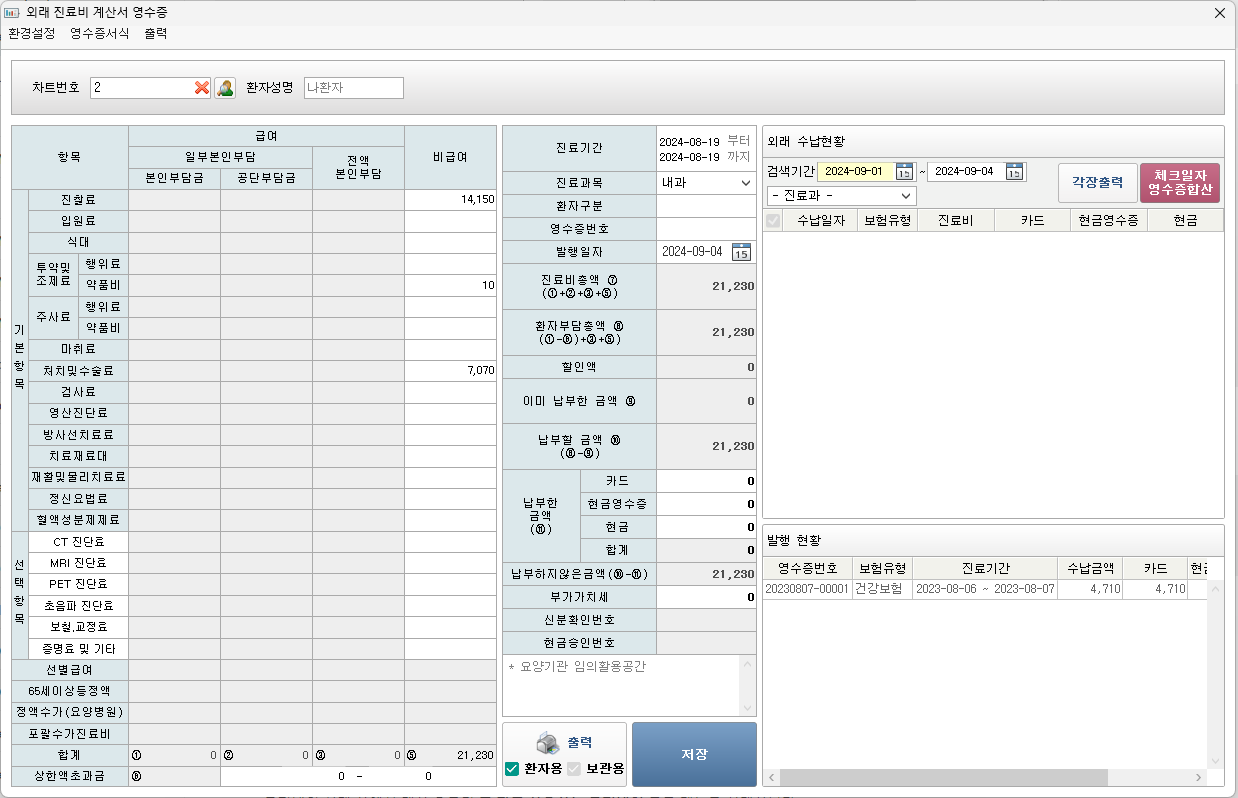 외래 진료비 계산서 영수증
환경설정 영수증서식 출력
차트번호 2 환자성명 나환자
항목 급여 비급여
일부본인부담 전액 본인부담
본인부담금 공단부담금
기본항목
진찰료 14,150
입원료
식대
투약및 조제료 행위료
약품비 10
주사료 행위료
약품비
마취료
처치및수술료 7,070
검사료
영상진단료
방사선치료료
치료재료대
재활및물리치료료
정신요법료
혈액성분제제료
선택항목
CT 진단료
MRI 진단료
PET 진단료
초음파 진단료
보철,교정료
증명료 및 기타
선별급여
65세이상등정액
정액수가(요양병원)
포괄수가진료비
합계 ① 0 ② 0 ③ 0 ⑤ 21,230
상한액초과금 ⑥ 0 - 0
진료기간 2024-08-19 부터
2024-08-19 까지
진료과목 내과
환자구분
영수증번호
발행일자 2024-09-04 15
진료비총액 ⑦
(①+②+③+⑤) 21,230
환자부담총액 ⑧
(①-⑥)+③+⑤) 21,230
할인액 0
이미 납부한 금액 ⑨ 0
납부할 금액 ⑩
(⑧-⑨) 21,230
납부한
금액
(⑪)
카드 0
현금영수증 0
현금 0
합계 0
납부하지않은금액(⑩-⑪) 21,230
부가가치세 0
신분확인번호
현금승인번호
* 요양기관 임의활용공간
출력
환자용 보관용
저장
외래 수납현황
검색기간 2024-09-01 15 ~ 2024-09-04 15
- 진료과 -
각장출력
체크일자
영수증합산
수납일자 보험유형 진료비 카드 현금영수증 현금
발행 현황
영수증번호 보험유형 진료기간 수납금액 카드 현금
20230807-00001 건강보험 2023-08-06 ~ 2023-08-07 4,710 4,710